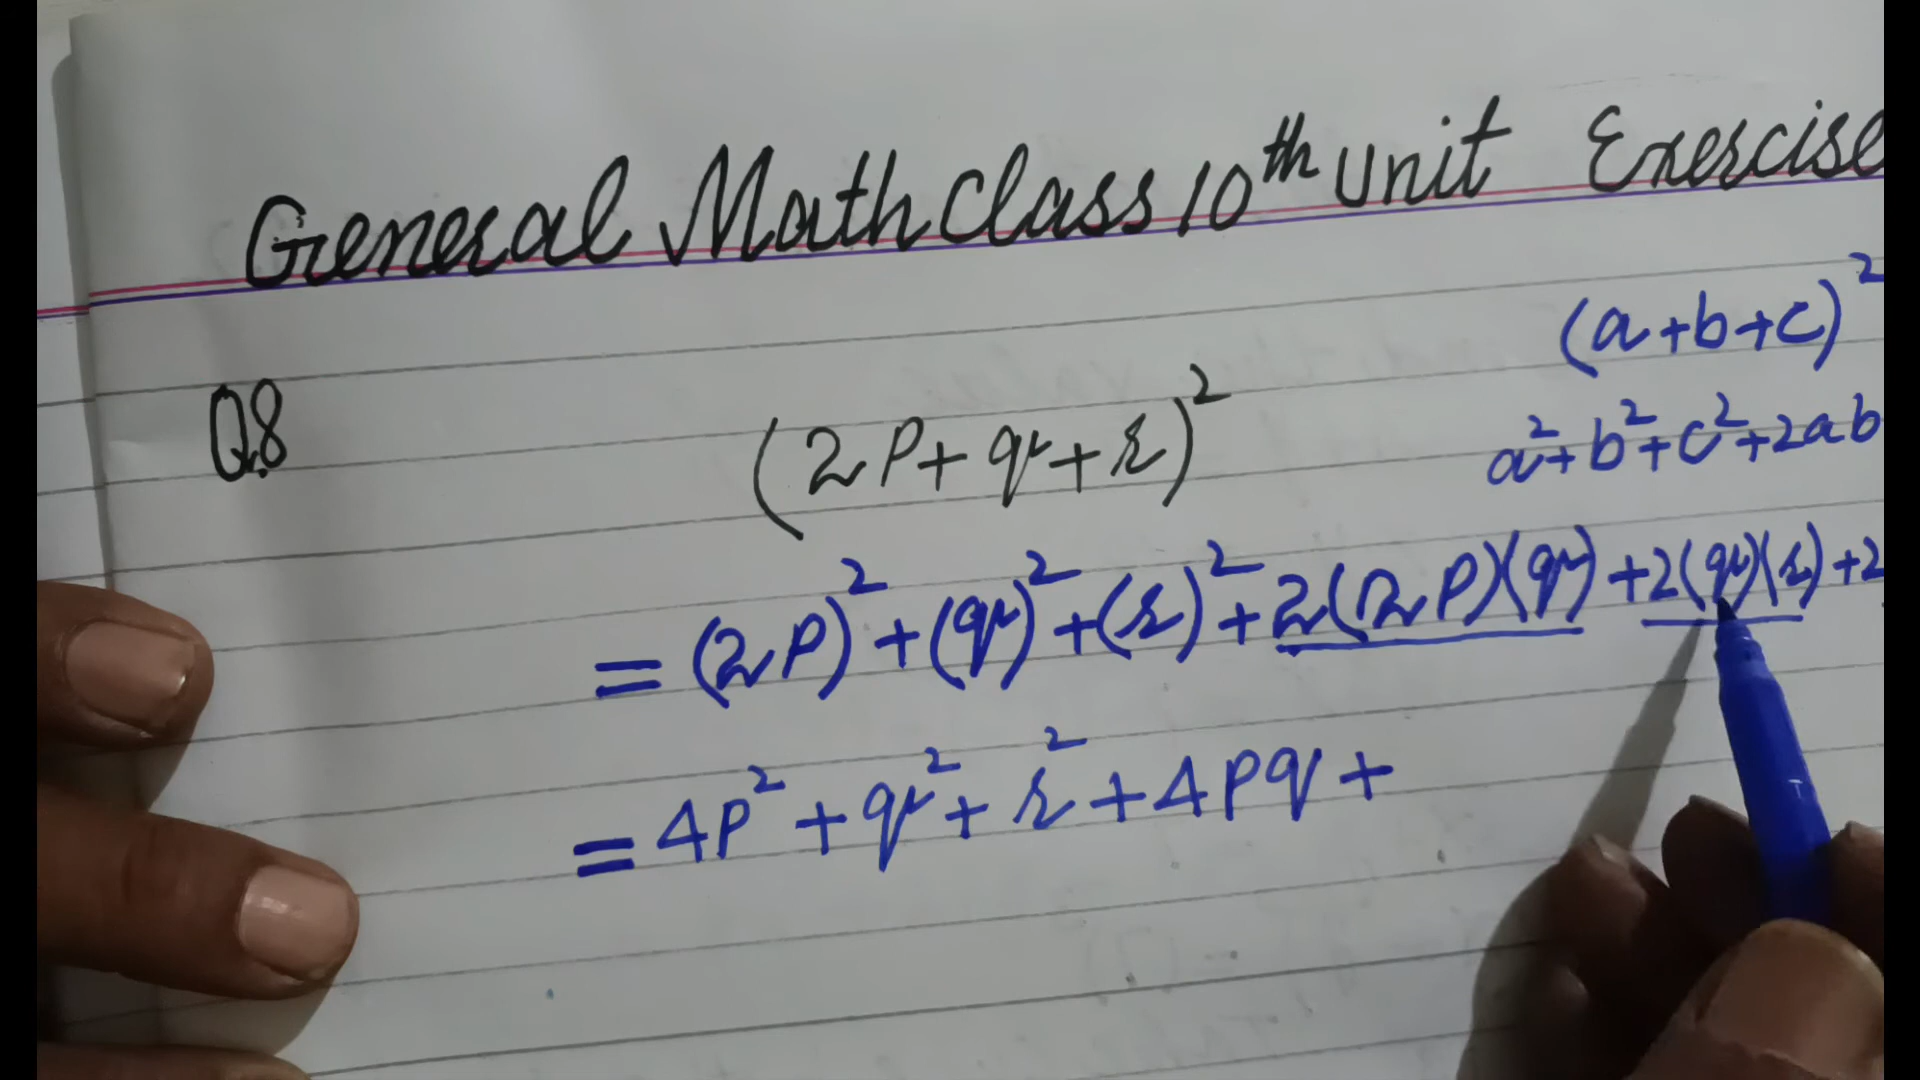 General Math Class 10th Unit Exercise
(a+b+c)²
Q.8 (2P+q+r)²
a²+b²+c²+2ab
= (2P)²+(q)²+(r)²+2(2P)(q)+2(q)(r)+2
= 4P²+q²+r²+4Pq+